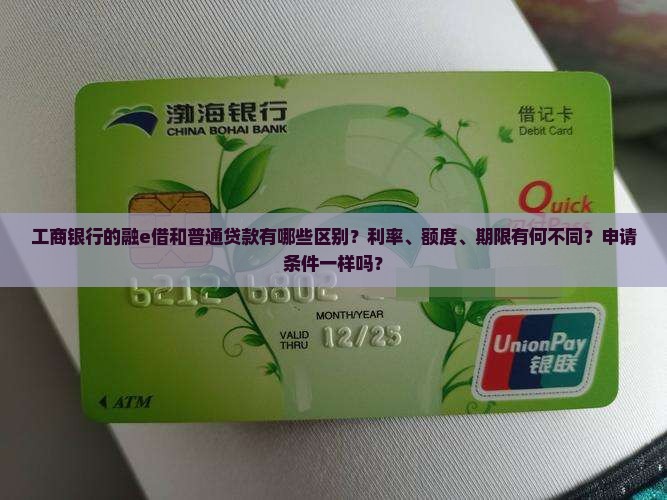 渤海银行
CHINA BOHAI BANK
借记卡
Debit Card
Quick
工商银行的融e借和普通贷款有哪些区别？利率、额度、期限有何不同？申请
条件一样吗？
6212 6802
MONTH/YEAR
VALID
THRU 12/25
UnionPay
银联
ATM